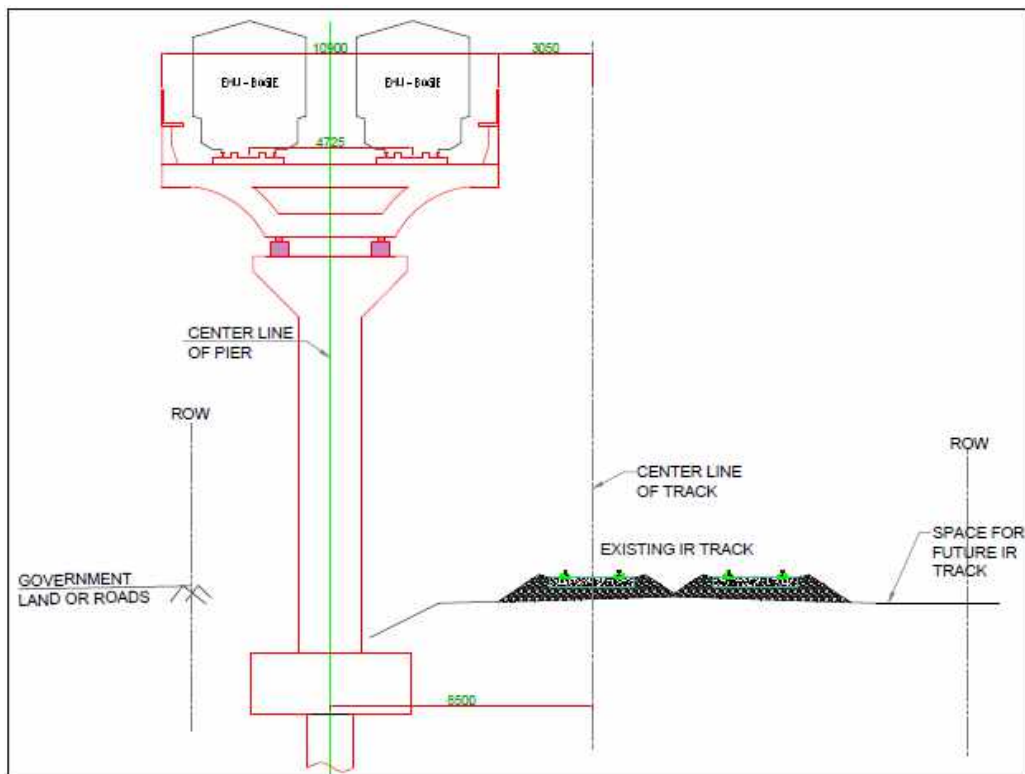 10900
3050
EMU - BOGIE
EMU - BOGIE
4725
CENTER LINE
OF PIER
ROW
ROW
CENTER LINE
OF TRACK
EXISTING IR TRACK
SPACE FOR
FUTURE IR
TRACK
GOVERNMENT
LAND OR ROADS
8500